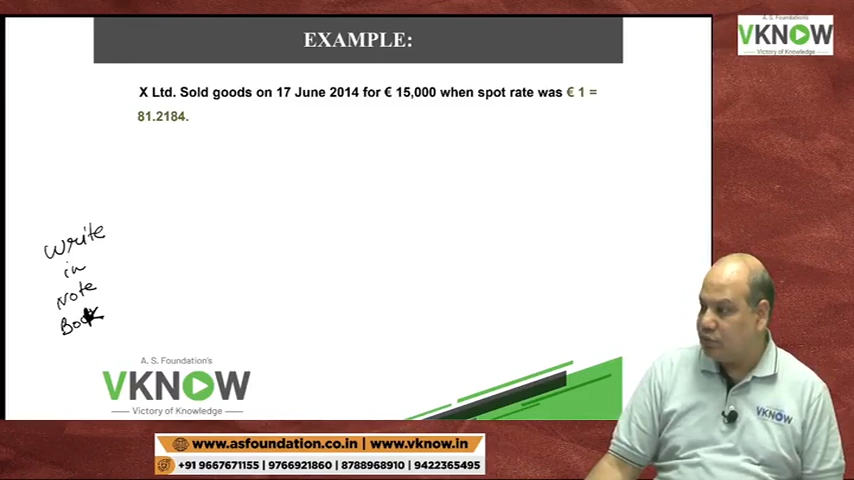 EXAMPLE:
A. S. Foundation's
VKNOW
Victory of Knowledge
X Ltd. Sold goods on 17 June 2014 for € 15,000 when spot rate was € 1 =
81.2184.
write
in
Note
Book
A. S. Foundation's
VKNOW
Victory of Knowledge
VKNOW
www.asfoundation.co.in | www.vknow.in
+91 9667671155 | 9766921860 | 8788968910 | 9422365495